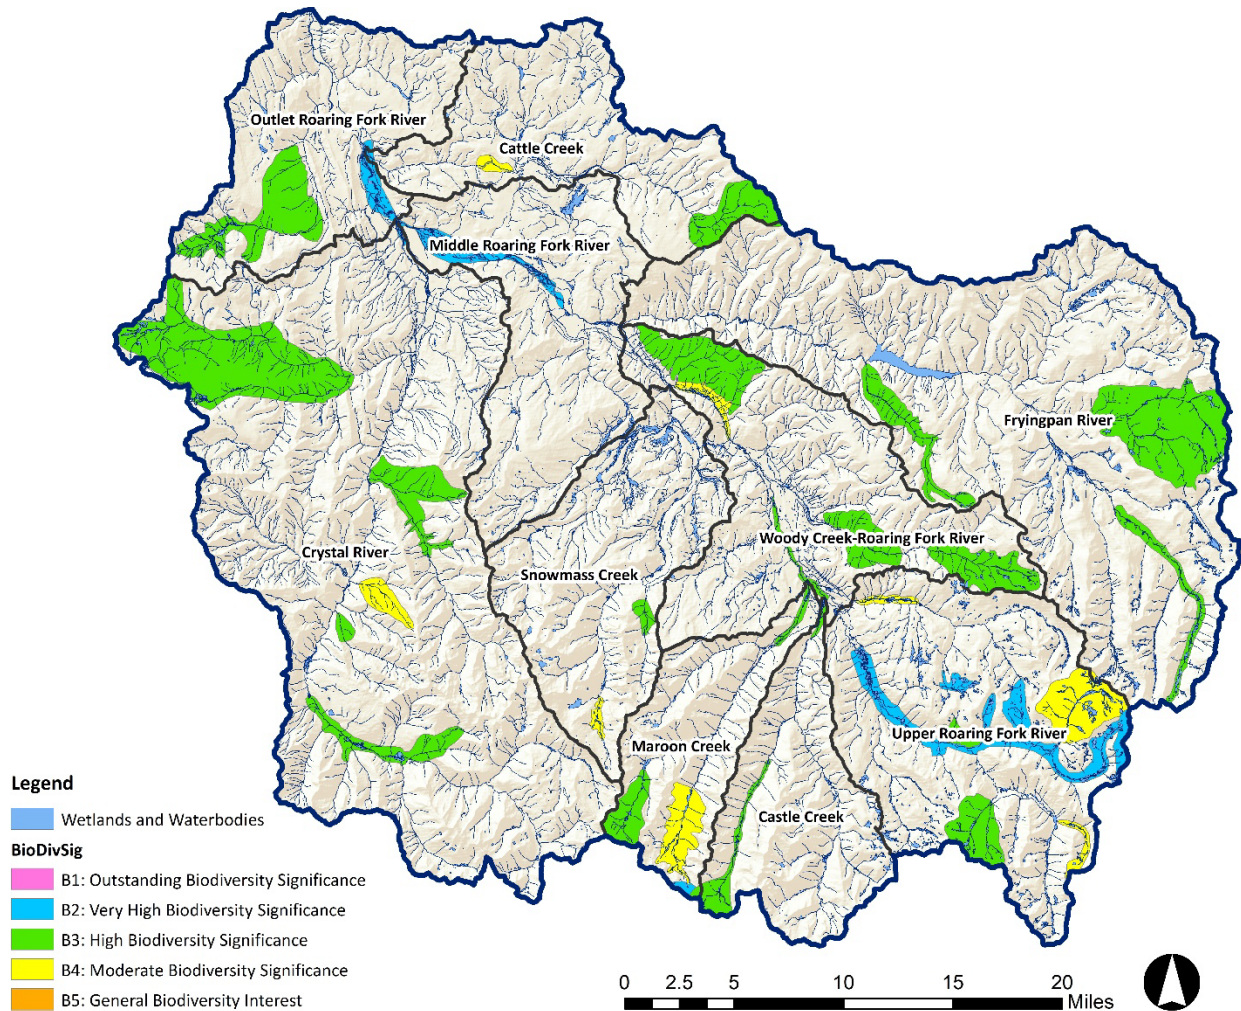 Outlet Roaring Fork River
Cattle Creek
Middle Roaring Fork River
Fryingpan River
Woody Creek-Roaring Fork River
Crystal River
Snowmass Creek
Upper Roaring Fork River
Maroon Creek
Castle Creek
Legend
Wetlands and Waterbodies
BioDivSig
B1: Outstanding Biodiversity Significance
B2: Very High Biodiversity Significance
B3: High Biodiversity Significance
B4: Moderate Biodiversity Significance
B5: General Biodiversity Interest
0 2.5 5 10 15 20
Miles